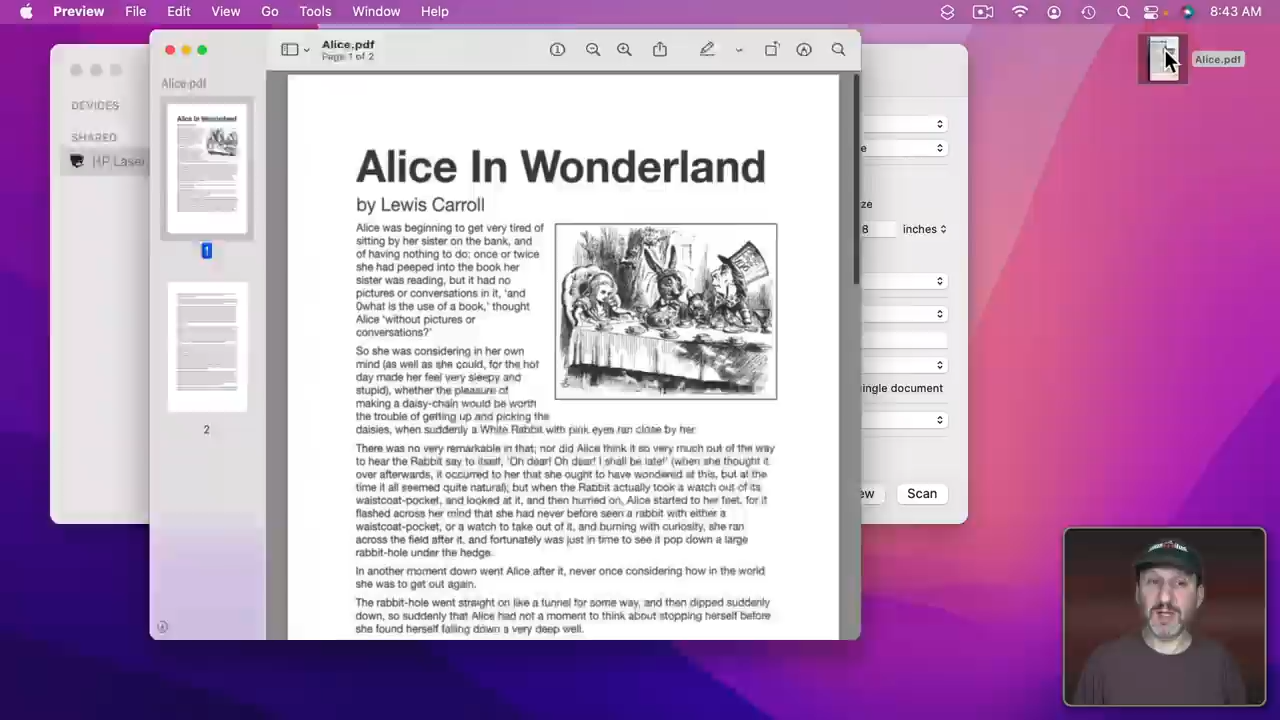 Preview File Edit View Go Tools Window Help 8:43 AM
Alice.pdf
Alice.pdf
Page 1 of 2
Alice.pdf
DEVICES
SHARED
HP Laser
1
2
Alice In Wonderland
by Lewis Carroll
Alice was beginning to get very tired of
sitting by her sister on the bank, and
of having nothing to do: once or twice
she had peeped into the book her
sister was reading, but it had no
pictures or conversations in it, 'and
0what is the use of a book,' thought
Alice 'without pictures or
conversations?'
So she was considering in her own
mind (as well as she could, for the hot
day made her feel very sleepy and
stupid), whether the pleasure of
making a daisy-chain would be worth
the trouble of getting up and picking the
daisies, when suddenly a White Rabbit with pink eyes ran close by her.
There was no very remarkable in that; nor did Alice think it so very much out of the way
to hear the Rabbit say to itself, 'Oh dear! Oh dear! I shall be late!' (when she thought it
over afterwards, it occurred to her that she ought to have wondered at this, but at the
time it all seemed quite natural); but when the Rabbit actually took a watch out of its
waistcoat-pocket, and looked at it, and then hurried on, Alice started to her feet, for it
flashed across her mind that she had never before seen a rabbit with either a
waistcoat-pocket, or a watch to take out of it, and burning with curiosity, she ran
across the field after it, and fortunately was just in time to see it pop down a large
rabbit-hole under the hedge.
In another moment down went Alice after it, never once considering how in the world
she was to get out again.
The rabbit-hole went straight on like a funnel for some way, and then dipped suddenly
down, so suddenly that Alice had not a moment to think about stopping herself before
she found herself falling down a very deep well.
e
ze
8 inches
ingle document
ew Scan